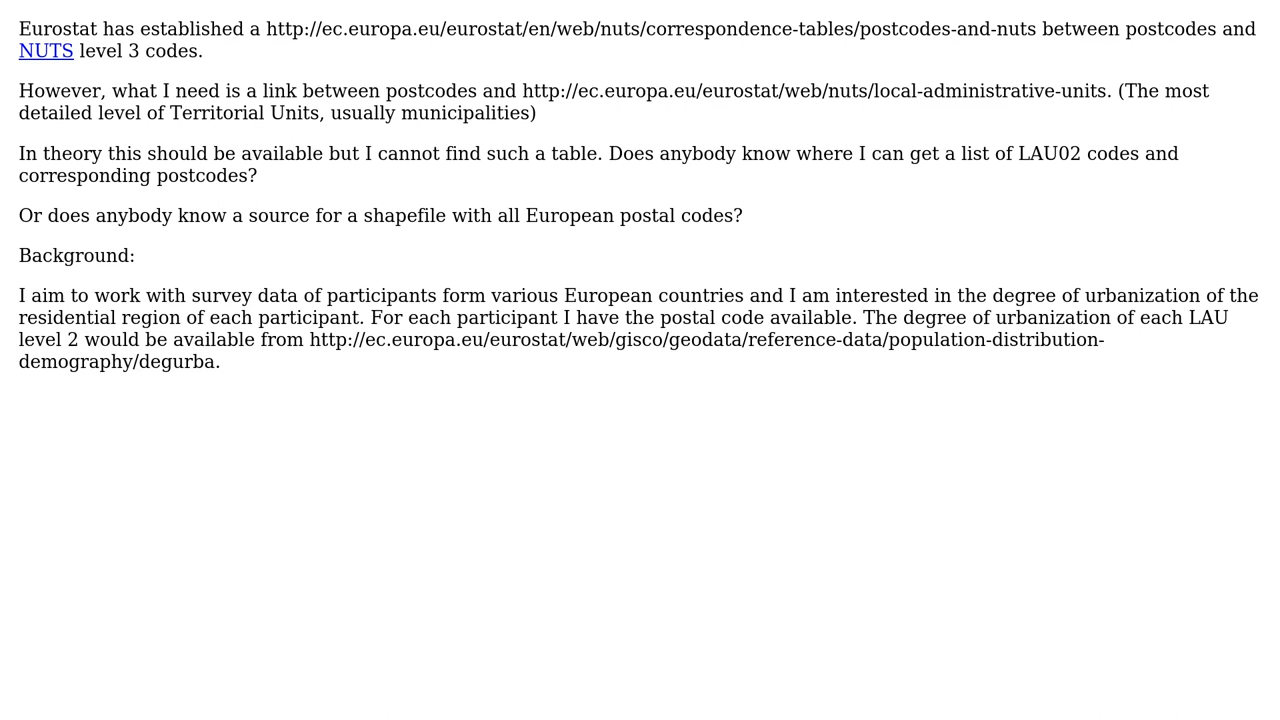 Eurostat has established a http://ec.europa.eu/eurostat/en/web/nuts/correspondence-tables/postcodes-and-nuts between postcodes and
NUTS level 3 codes.
However, what I need is a link between postcodes and http://ec.europa.eu/eurostat/web/nuts/local-administrative-units. (The most
detailed level of Territorial Units, usually municipalities)
In theory this should be available but I cannot find such a table. Does anybody know where I can get a list of LAU02 codes and
corresponding postcodes?
Or does anybody know a source for a shapefile with all European postal codes?
Background:
I aim to work with survey data of participants form various European countries and I am interested in the degree of urbanization of the
residential region of each participant. For each participant I have the postal code available. The degree of urbanization of each LAU
level 2 would be available from http://ec.europa.eu/eurostat/web/gisco/geodata/reference-data/population-distribution-
demography/degurba.